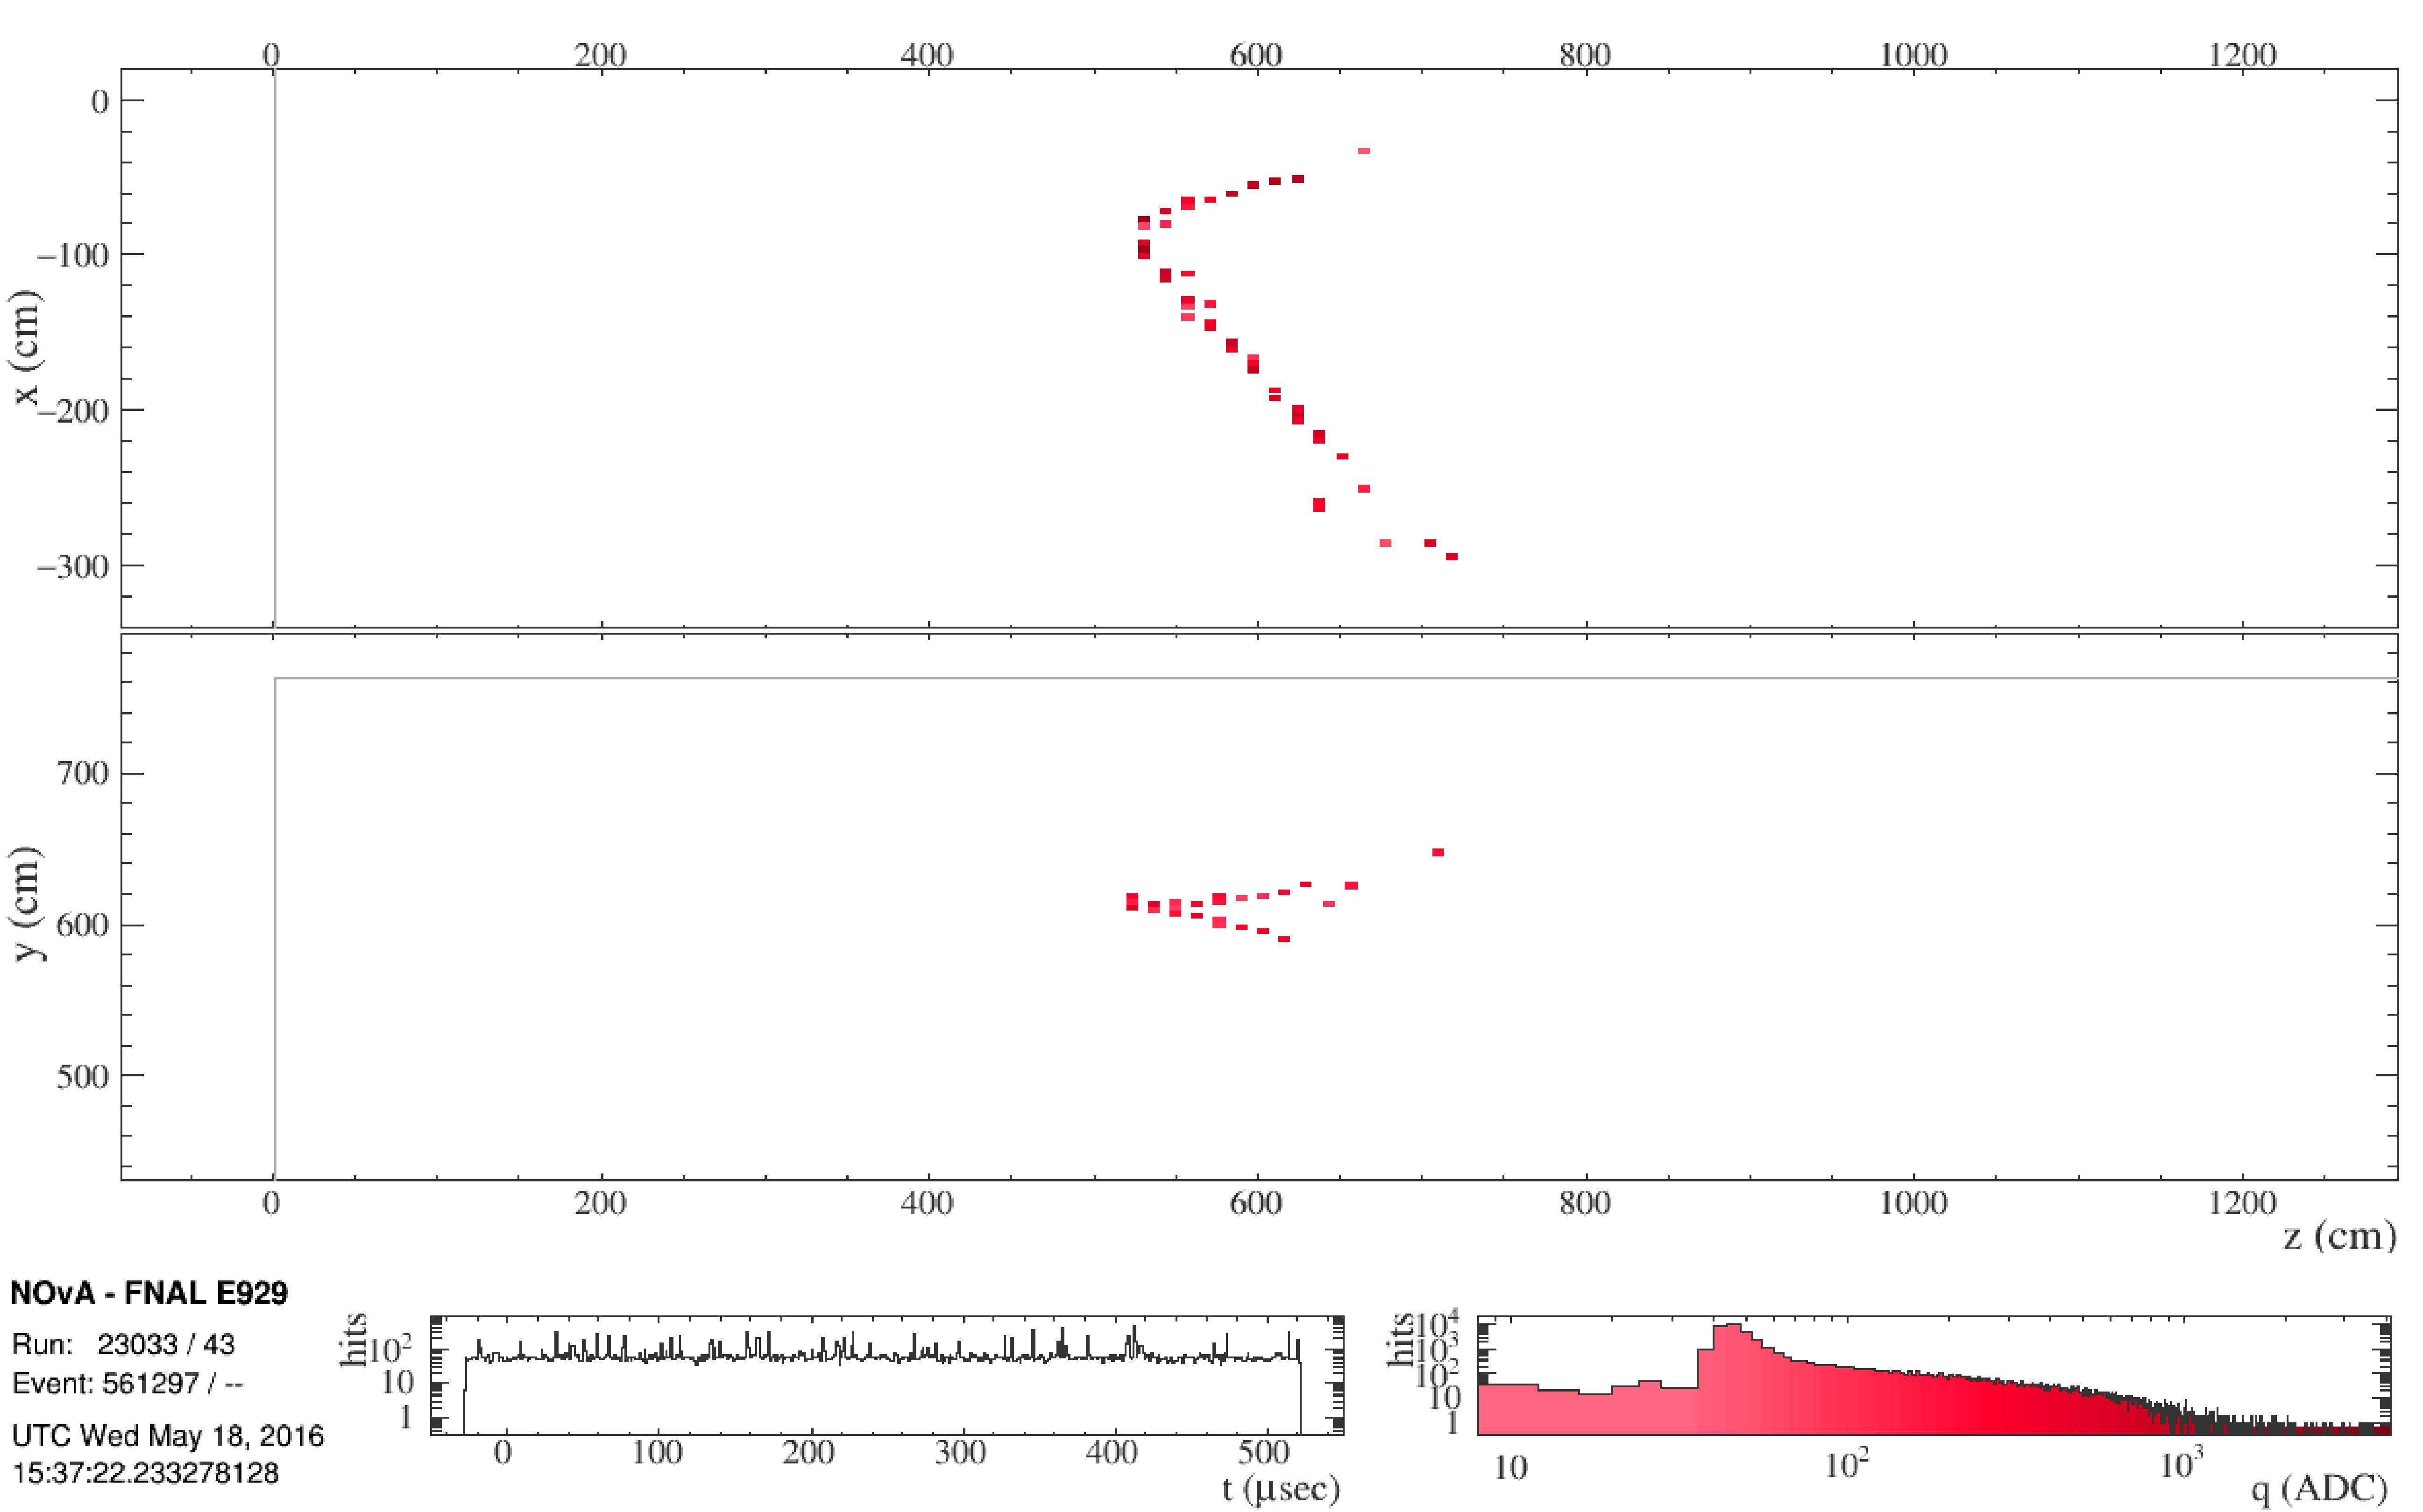 0 200 400 600 800 1000 1200
0
−100
−200
−300
x (cm)
700
600
500
y (cm)
0 200 400 600 800 1000 1200
z (cm)
NOvA - FNAL E929
Run: 23033 / 43
Event: 561297 / --
UTC Wed May 18, 2016
15:37:22.233278128
hits
10²
10
1
0 100 200 300 400 500
t (μsec)
hits
10⁴
10³
10²
10
1
10 10² 10³
q (ADC)